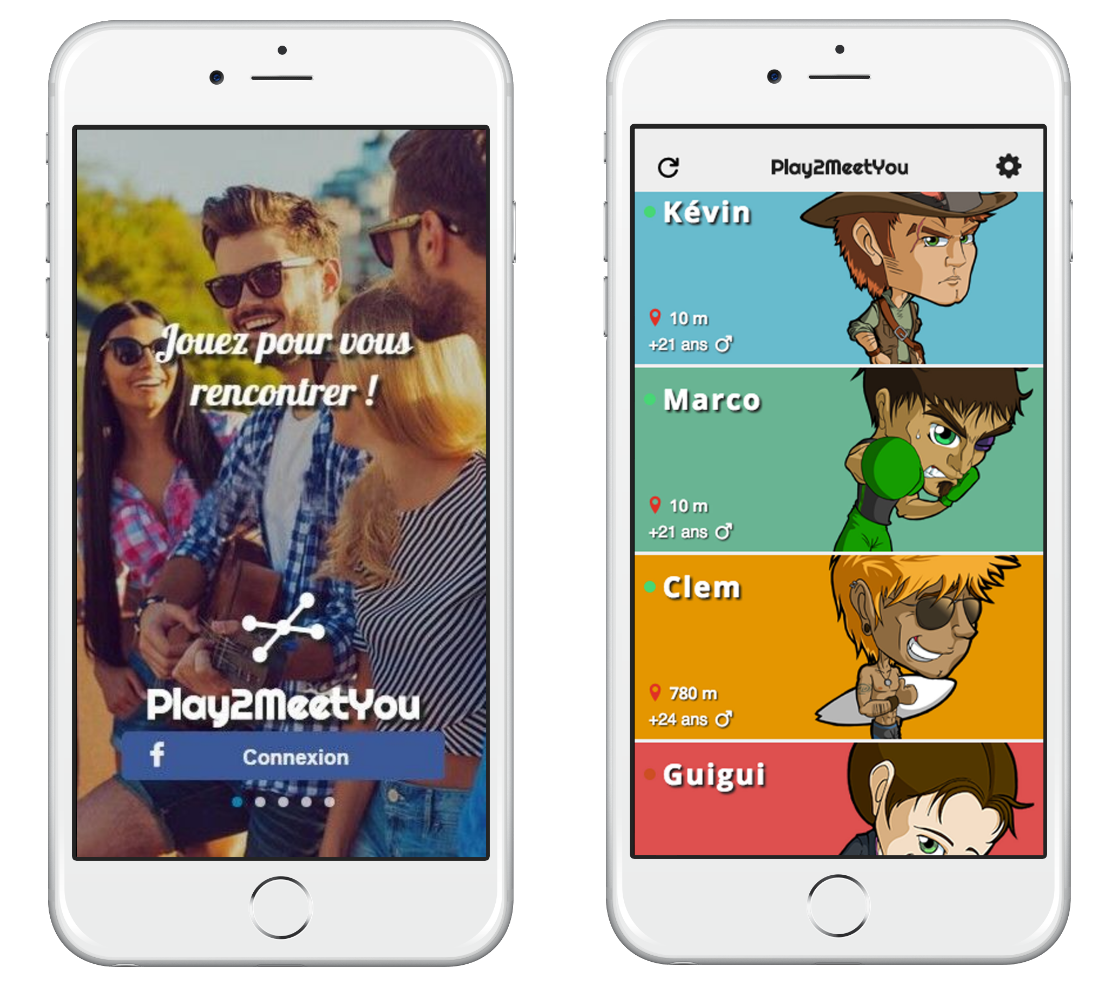 Jouez pour vous
rencontrer !
Play2MeetYou
f Connexion
Play2MeetYou
Kévin
10 m
+21 ans ♂
Marco
10 m
+21 ans ♂
Clem
780 m
+24 ans ♂
Guigui